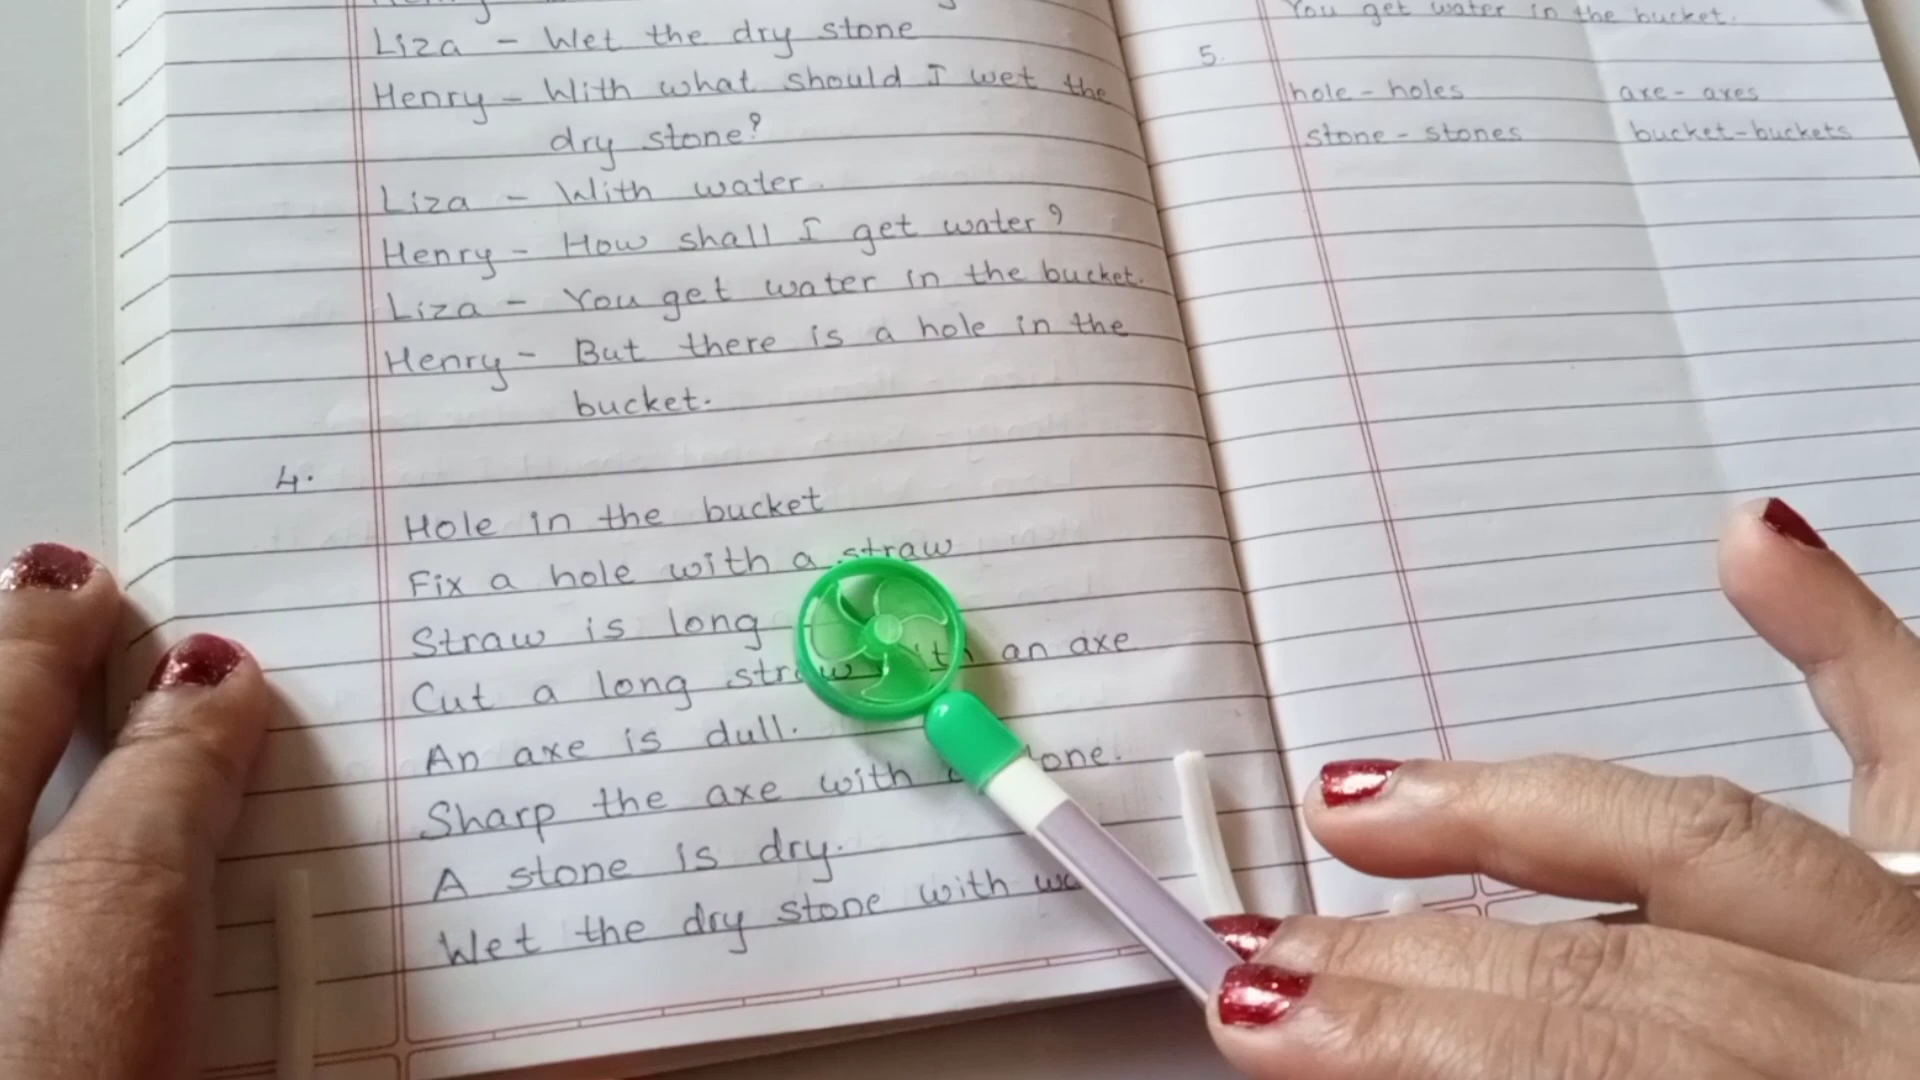 Liza - Wet the dry stone
Henry - With what should I wet the
dry stone?
Liza - With water.
Henry - How shall I get water?
Liza - You get water in the bucket.
Henry - But there is a hole in the
bucket.
4.
Hole in the bucket
Fix a hole with a straw
Straw is long
Cut a long straw with an axe
An axe is dull.
Sharp the axe with
A stone is dry.
Wet the dry stone with
You get water in the bucket.
5.
hole - holes axe - axes
stone - stones bucket - buckets